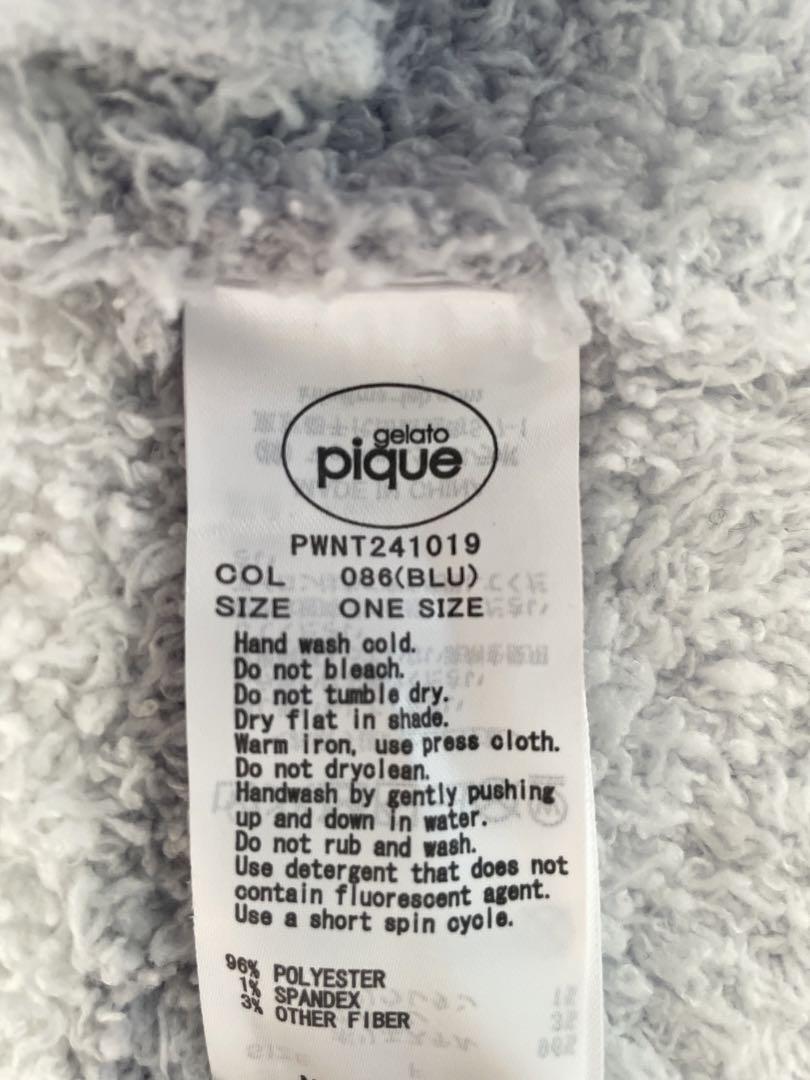 gelato
pique
PWNT241019
COL 086(BLU)
SIZE ONE SIZE
Hand wash cold.
Do not bleach.
Do not tumble dry.
Dry flat in shade.
Warm iron, use press cloth.
Do not dryclean.
Handwash by gently pushing
up and down in water.
Do not rub and wash.
Use detergent that does not
contain fluorescent agent.
Use a short spin cycle.
96% POLYESTER
1% SPANDEX
3% OTHER FIBER